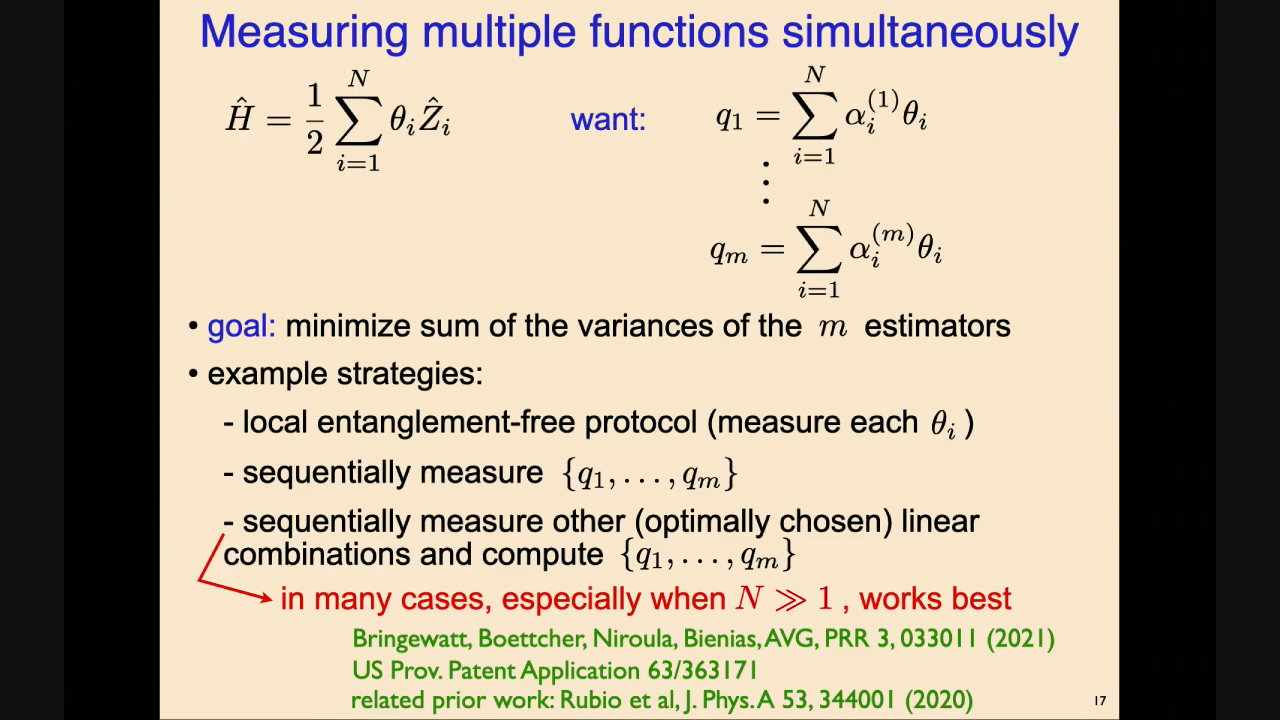 Measuring multiple functions simultaneously
Ĥ = 1/2 ∑_{i=1}^{N} θ_i Ẑ_i want: q_1 = ∑_{i=1}^{N} α_i^{(1)} θ_i
⋮
q_m = ∑_{i=1}^{N} α_i^{(m)} θ_i
• goal: minimize sum of the variances of the m estimators
• example strategies:
- local entanglement-free protocol (measure each θ_i )
- sequentially measure {q_1, . . . , q_m}
- sequentially measure other (optimally chosen) linear
combinations and compute {q_1, . . . , q_m}
in many cases, especially when N ≫ 1 , works best
Bringewatt, Boettcher, Niroula, Bienias, AVG, PRR 3, 033011 (2021)
US Prov. Patent Application 63/363171
related prior work: Rubio et al, J. Phys. A 53, 344001 (2020)
17